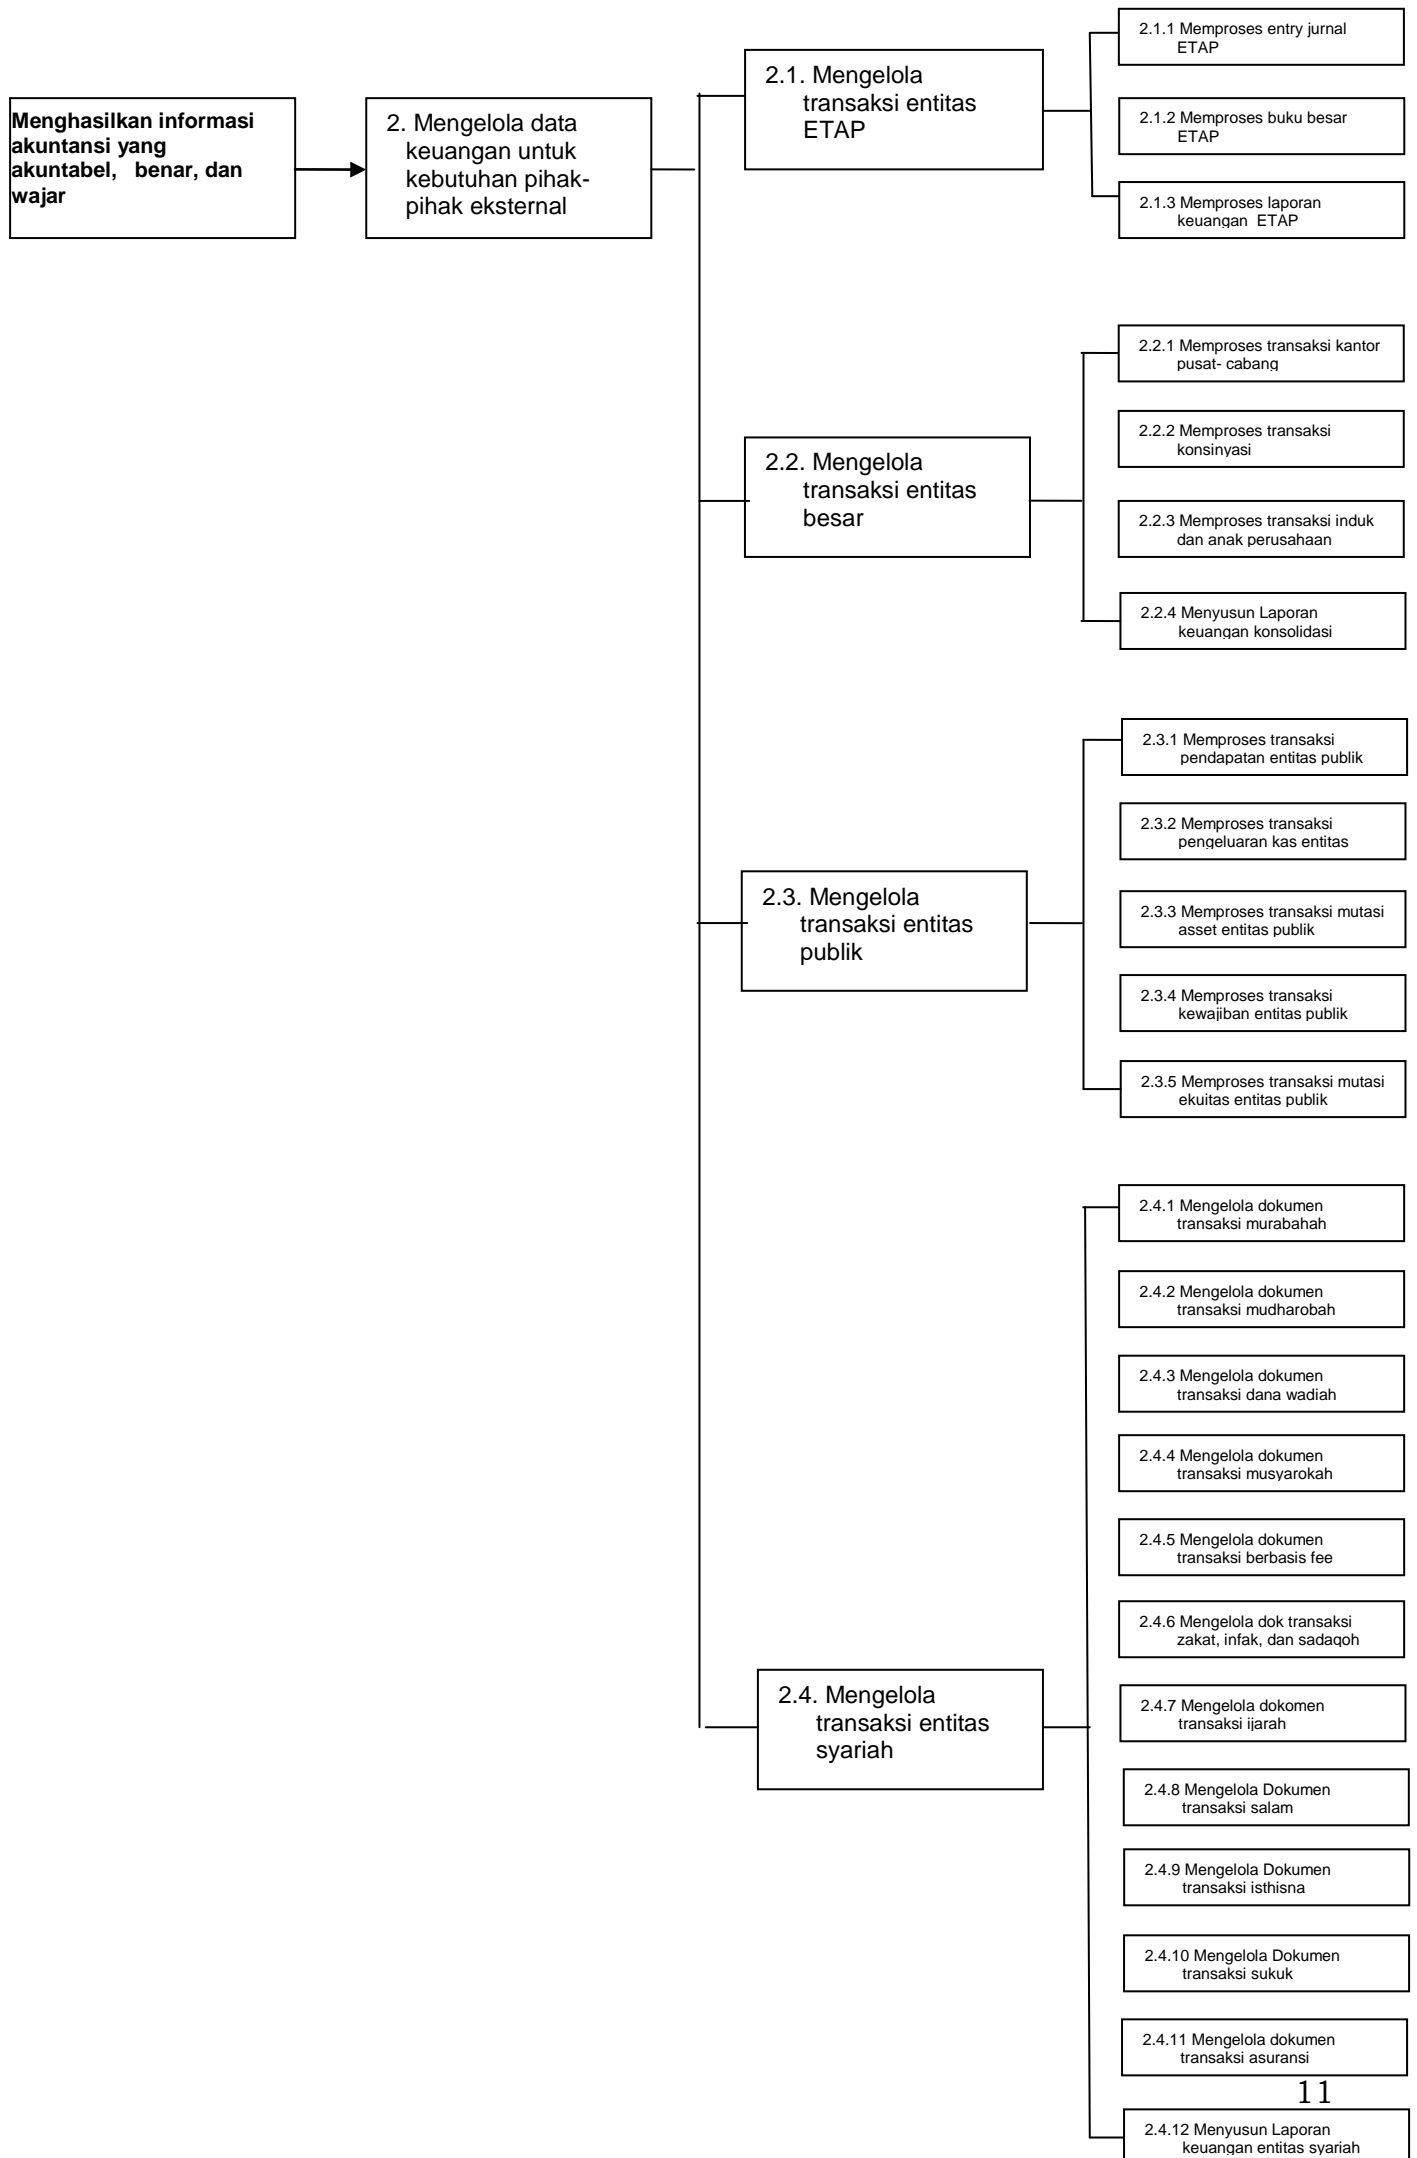 Menghasilkan informasi
akuntansi yang
akuntabel, benar, dan
wajar
2. Mengelola data
keuangan untuk
kebutuhan pihak-
pihak eksternal
2.1. Mengelola
transaksi entitas
ETAP
2.1.1 Memproses entry jurnal
ETAP
2.1.2 Memproses buku besar
ETAP
2.1.3 Memproses laporan
keuangan ETAP
2.2. Mengelola
transaksi entitas
besar
2.2.1 Memproses transaksi kantor
pusat- cabang
2.2.2 Memproses transaksi
konsinyasi
2.2.3 Memproses transaksi induk
dan anak perusahaan
2.2.4 Menyusun Laporan
keuangan konsolidasi
2.3. Mengelola
transaksi entitas
publik
2.3.1 Memproses transaksi
pendapatan entitas publik
2.3.2 Memproses transaksi
pengeluaran kas entitas
2.3.3 Memproses transaksi mutasi
asset entitas publik
2.3.4 Memproses transaksi
kewajiban entitas publik
2.3.5 Memproses transaksi mutasi
ekuitas entitas publik
2.4. Mengelola
transaksi entitas
syariah
2.4.1 Mengelola dokumen
transaksi murabahah
2.4.2 Mengelola dokumen
transaksi mudharobah
2.4.3 Mengelola dokumen
transaksi dana wadiah
2.4.4 Mengelola dokumen
transaksi musyarokah
2.4.5 Mengelola dokumen
transaksi berbasis fee
2.4.6 Mengelola dok transaksi
zakat, infak, dan sadaqoh
2.4.7 Mengelola dokomen
transaksi ijarah
2.4.8 Mengelola Dokumen
transaksi salam
2.4.9 Mengelola Dokumen
transaksi isthisna
2.4.10 Mengelola Dokumen
transaksi sukuk
2.4.11 Mengelola dokumen
transaksi asuransi
11
2.4.12 Menyusun Laporan
keuangan entitas syariah